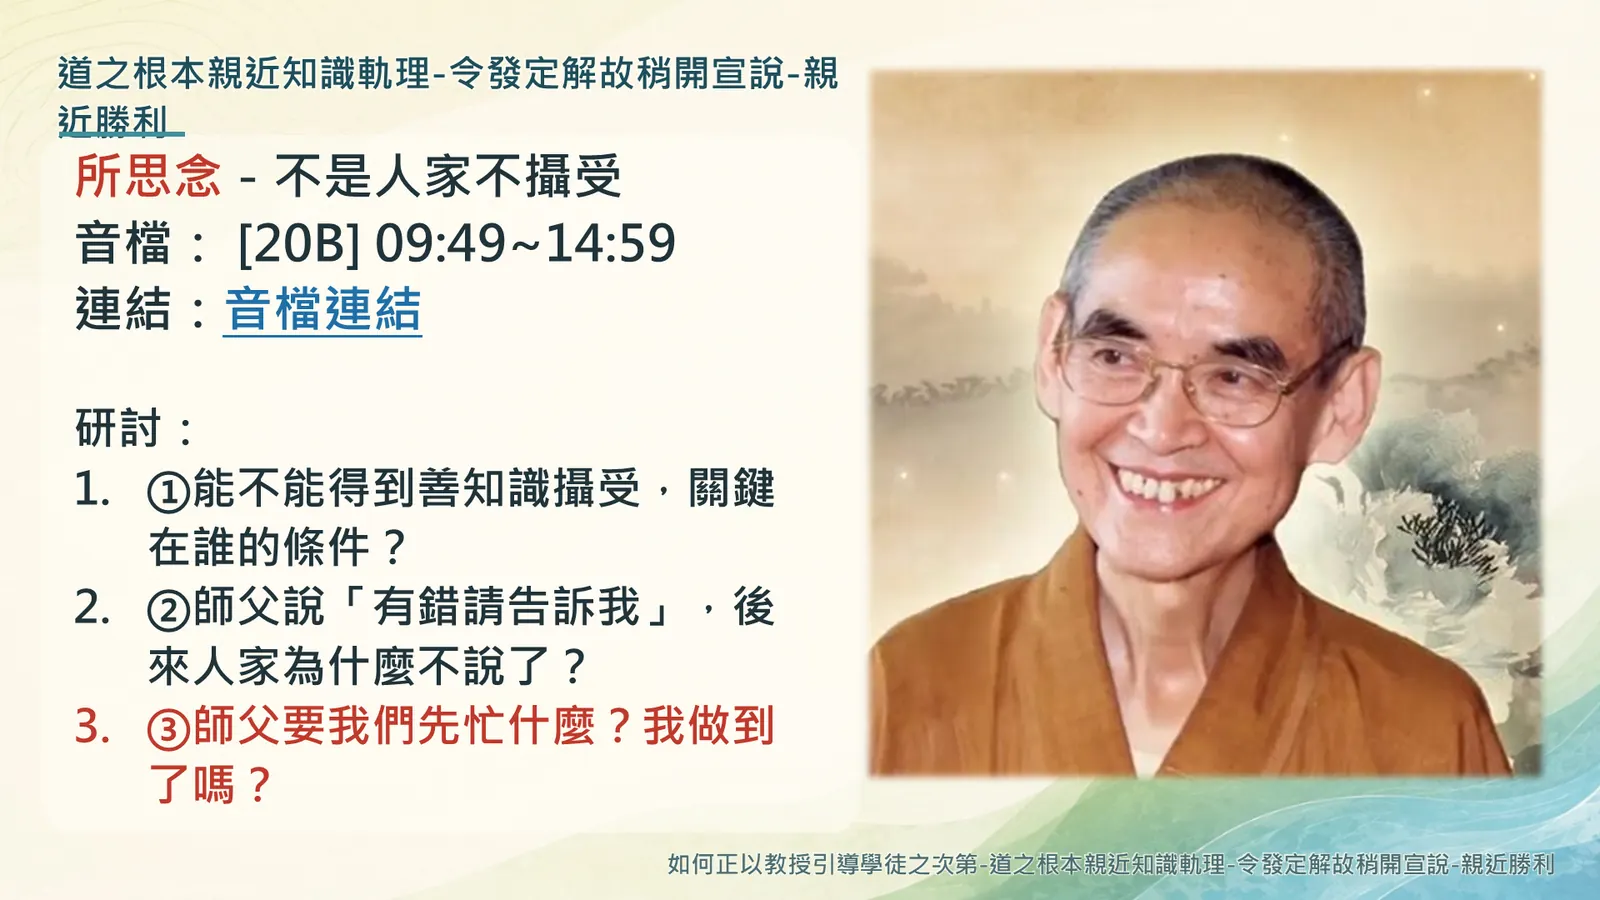 道之根本親近知識軌理-令發定解故稍開宣說-親
近勝利
所思念 - 不是人家不攝受
音檔： [20B] 09:49~14:59
連結：音檔連結
研討：
1. ①能不能得到善知識攝受，關鍵
在誰的條件？
2. ②師父說「有錯請告訴我」，後
來人家為什麼不說了？
3. ③師父要我們先忙什麼？我做到
了嗎？
如何正以教授引導學徒之次第-道之根本親近知識軌理-令發定解故稍開宣說-親近勝利